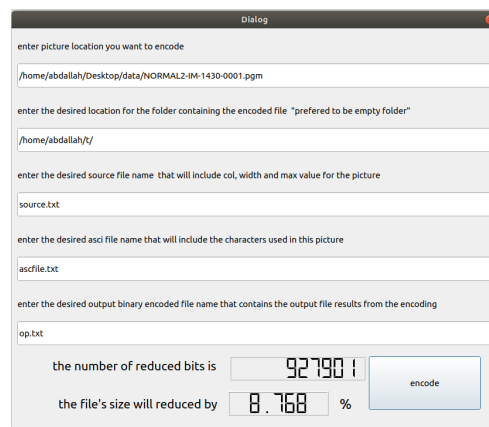 Dialog
enter picture location you want to encode
/home/abdallah/Desktop/data/NORMAL2-IM-1430-0001.pgm
enter the desired location for the folder containing the encoded file "prefered to be empty folder"
/home/abdallah/t/
enter the desired source file name that will include col, width and max value for the picture
source.txt
enter the desired asci file name that will include the characters used in this picture
ascfile.txt
enter the desired output binary encoded file name that contains the output file results from the encoding
op.txt
the number of reduced bits is 927901
encode
the file's size will reduced by 8.768 %